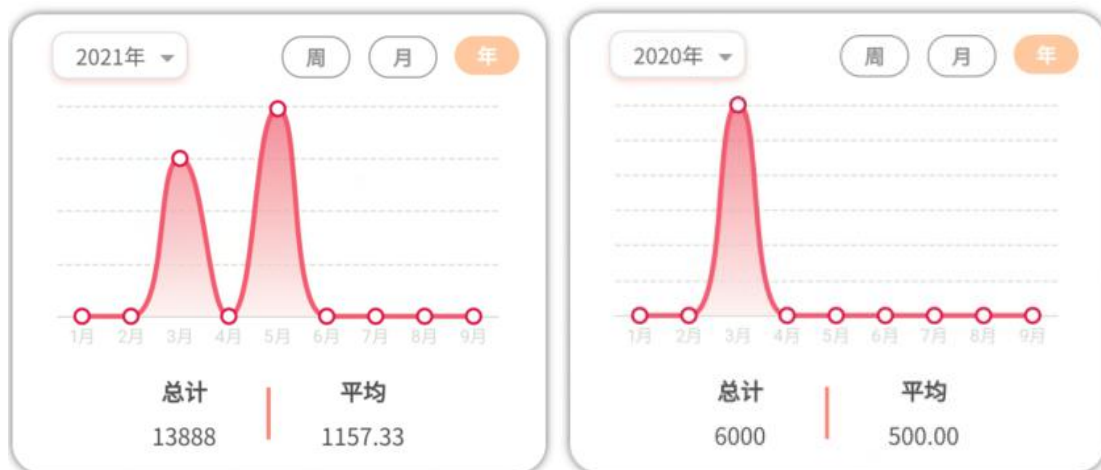 2021年 周 月 年
1月 2月 3月 4月 5月 6月 7月 8月 9月
总计 平均
13888 1157.33
2020年 周 月 年
1月 2月 3月 4月 5月 6月 7月 8月 9月
总计 平均
6000 500.00